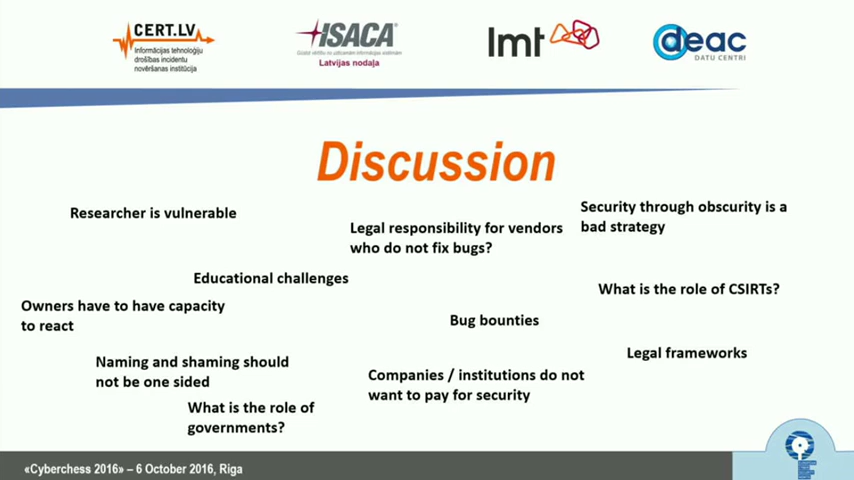 CERT.LV
Informācijas tehnoloģiju
drošības incidentu
novēršanas institūcija
ISACA®
Latvijas nodaļa
lmt
deac
DATU CENTRI
Discussion
Researcher is vulnerable
Security through obscurity is a
bad strategy
Legal responsibility for vendors
who do not fix bugs?
Educational challenges
What is the role of CSIRTs?
Owners have to have capacity
to react
Bug bounties
Legal frameworks
Naming and shaming should
not be one sided
Companies / institutions do not
want to pay for security
What is the role of
governments?
«Cyberchess 2016» – 6 October 2016, Riga